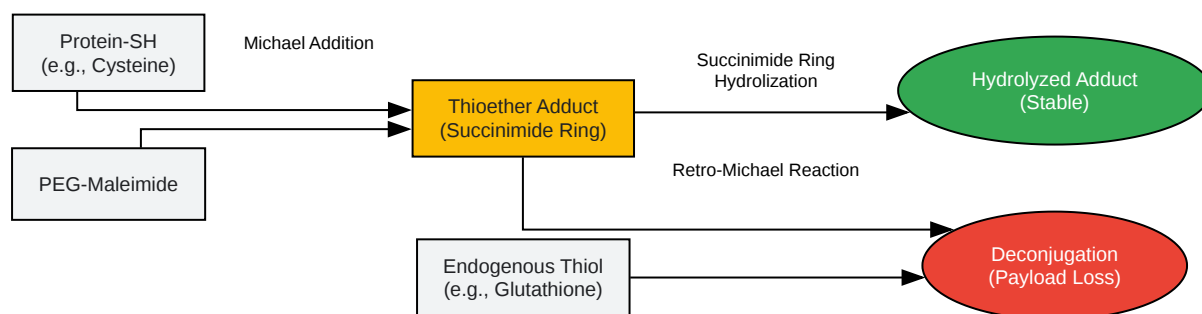 Protein-SH
(e.g., Cysteine)
Michael Addition
PEG-Maleimide
Thioether Adduct
(Succinimide Ring)
Succinimide Ring
Hydrolization
Hydrolyzed Adduct
(Stable)
Retro-Michael Reaction
Endogenous Thiol
(e.g., Glutathione)
Deconjugation
(Payload Loss)